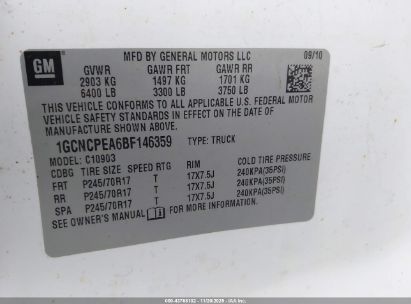 GM
MFD BY GENERAL MOTORS LLC 09/10
GVWR GAWR FRT GAWR RR
2903 KG 1497 KG 1701 KG
6400 LB 3300 LB 3750 LB
THIS VEHICLE CONFORMS TO ALL APPLICABLE U.S. FEDERAL MOTOR
VEHICLE SAFETY STANDARDS IN EFFECT ON THE DATE OF
MANUFACTURE SHOWN ABOVE.
1GCNCPEA6BF146359 TYPE: TRUCK
MODEL: C10903
CDBG TIRE SIZE SPEED RTG RIM COLD TIRE PRESSURE
FRT P245/70R17 T 17X7.5J 240KPA(35PSI)
RR P245/70R17 T 17X7.5J 240KPA(35PSI)
SPA P245/70R17 T 17X7.5J 240KPA(35PSI)
SEE OWNER'S MANUAL FOR MORE INFORMATION.